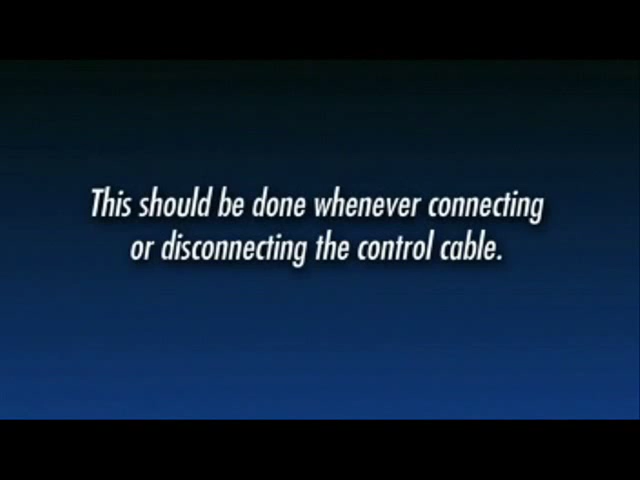 This should be done whenever connecting
or disconnecting the control cable.